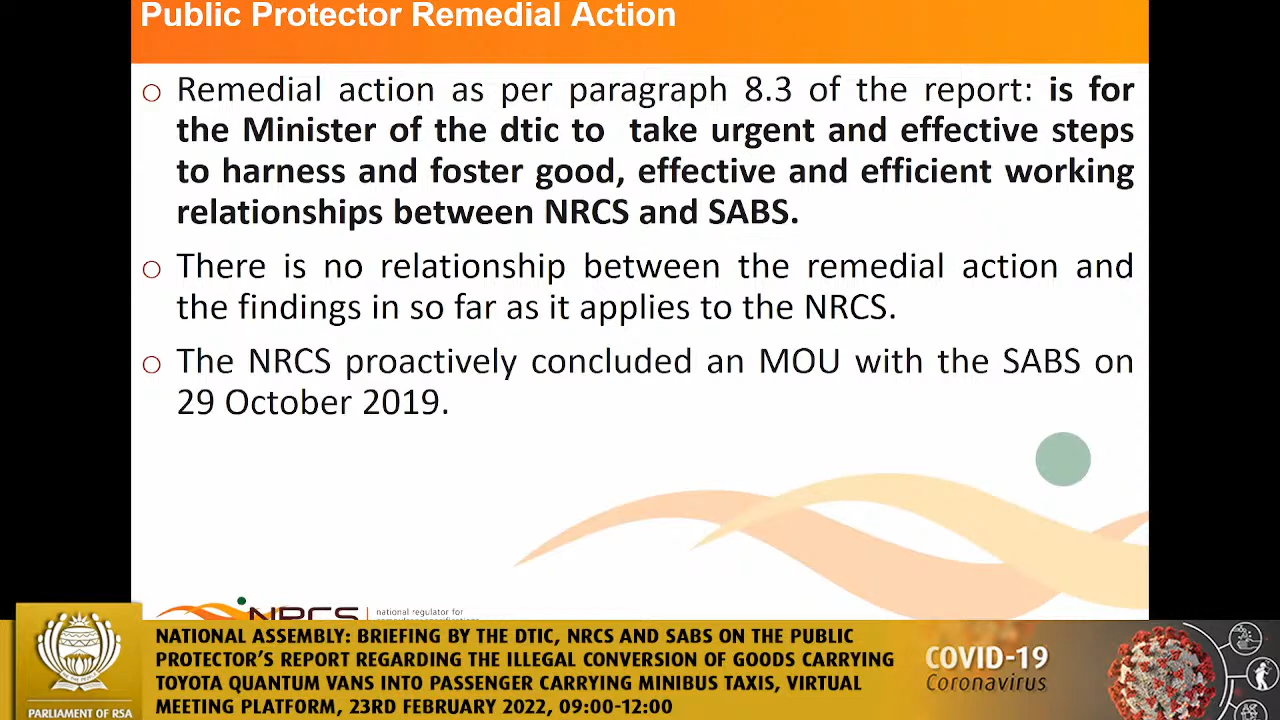 Public Protector Remedial Action
Remedial action as per paragraph 8.3 of the report: is for
the Minister of the dtic to take urgent and effective steps
to harness and foster good, effective and efficient working
relationships between NRCS and SABS.
There is no relationship between the remedial action and
the findings in so far as it applies to the NRCS.
The NRCS proactively concluded an MOU with the SABS on
29 October 2019.
NRCS
national regulator for
NATIONAL ASSEMBLY: BRIEFING BY THE DTIC, NRCS AND SABS ON THE PUBLIC
PROTECTOR'S REPORT REGARDING THE ILLEGAL CONVERSION OF GOODS CARRYING
TOYOTA QUANTUM VANS INTO PASSENGER CARRYING MINIBUS TAXIS, VIRTUAL
MEETING PLATFORM, 23RD FEBRUARY 2022, 09:00-12:00
PARLIAMENT OF RSA
COVID-19
Coronavirus